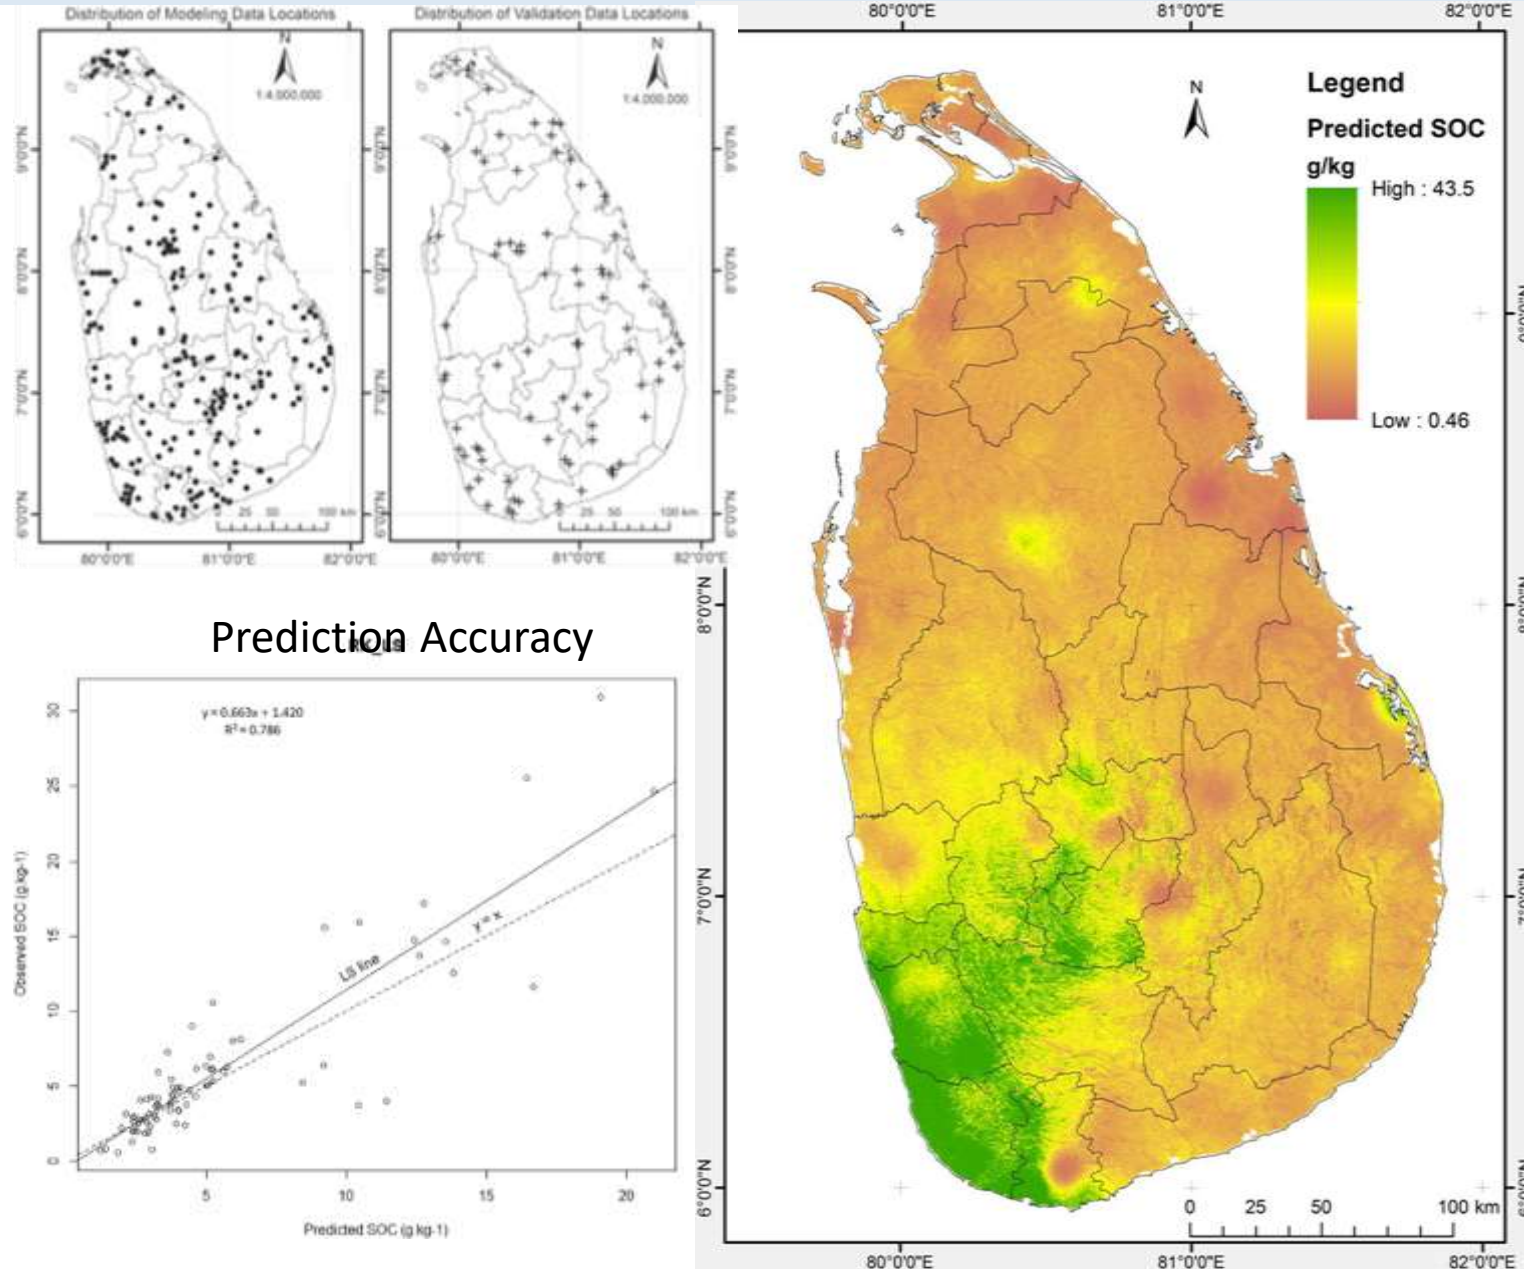 Distribution of Modeling Data Locations
Distribution of Validation Data Locations
N
1:4.000.000
N
1:4.000.000
9°0'0"N
8°0'0"N
7°0'0"N
6°0'0"N
9°0'0"N
8°0'0"N
7°0'0"N
6°0'0"N
0 25 50 100 km
0 25 50 100 km
80°0'0"E
81°0'0"E
82°0'0"E
80°0'0"E
81°0'0"E
82°0'0"E
Prediction Accuracy
RK_LS
y = 0.663x + 1.420
R² = 0.786
LS line
y = x
Observed SOC (g.kg-1)
0
5
10
15
20
25
30
5
10
15
20
Predicted SOC (g.kg-1)
80°0'0"E
81°0'0"E
82°0'0"E
N
Legend
Predicted SOC
g/kg
High : 43.5
Low : 0.46
8°0'0"N
7°0'0"N
6°0'0"N
0 25 50 100 km
80°0'0"E
81°0'0"E
82°0'0"E